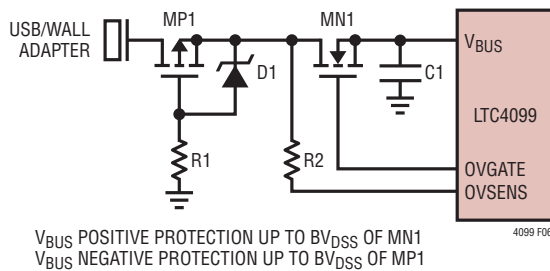 USB/WALL
ADAPTER
MP1
MN1
D1
C1
VBUS
LTC4099
R1
R2
OVGATE
OVSENS
4099 F06
VBUS POSITIVE PROTECTION UP TO BVDSS OF MN1
VBUS NEGATIVE PROTECTION UP TO BVDSS OF MP1